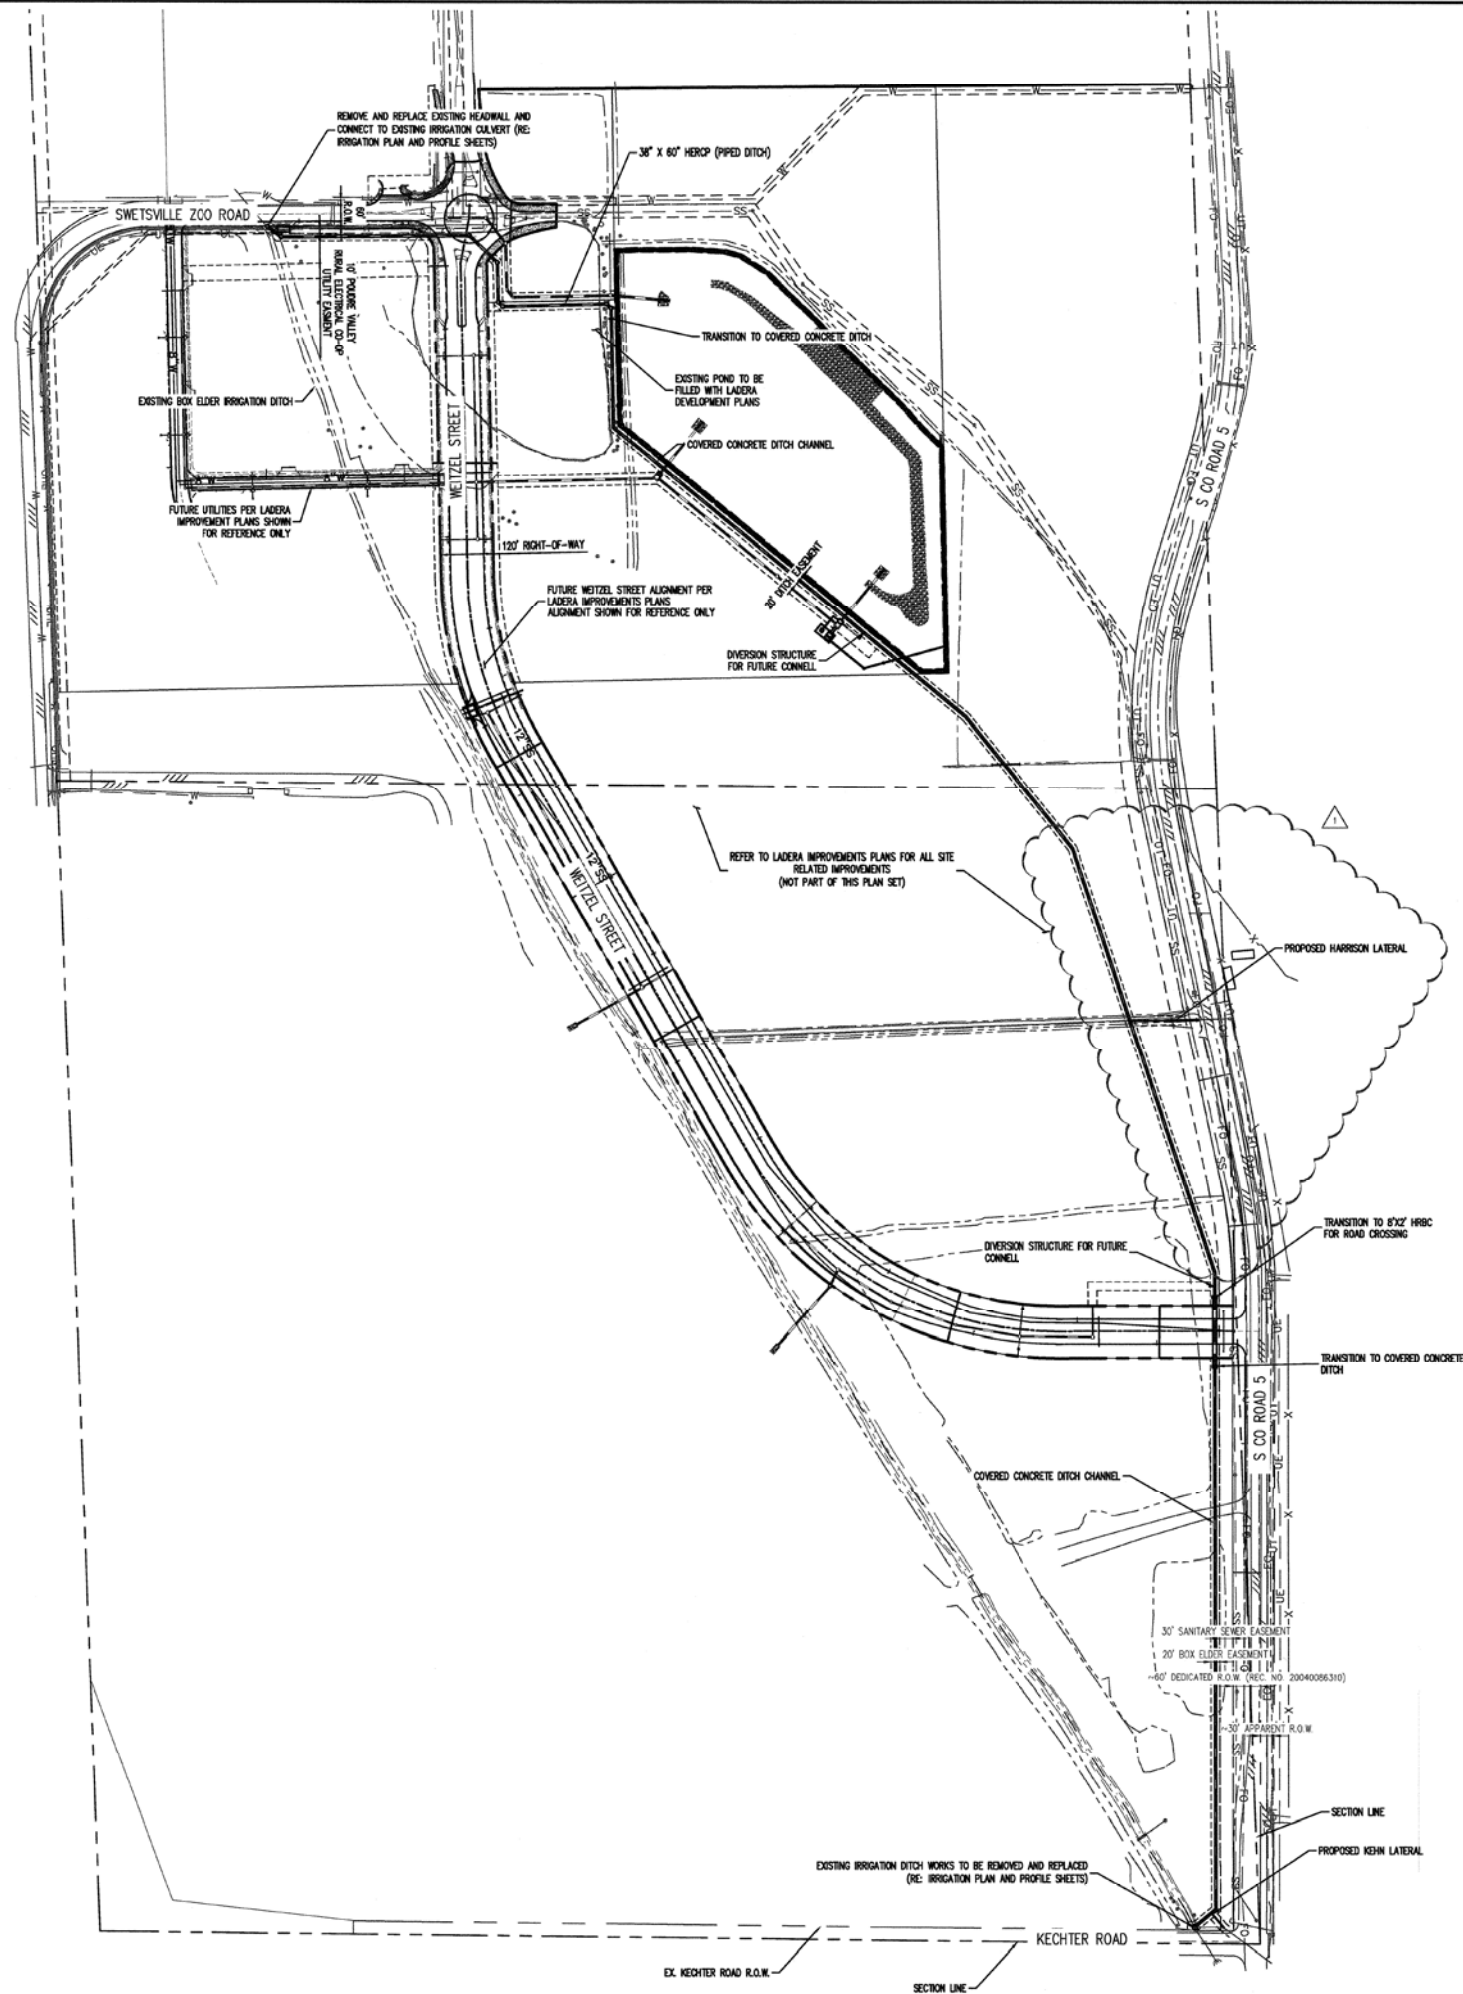 REMOVE AND REPLACE EXISTING HEADWALL AND
CONNECT TO EXISTING IRRIGATION CULVERT (RE:
IRRIGATION PLAN AND PROFILE SHEETS)
38" X 60" HERCP (PIPED DITCH)
SWETSVILLE ZOO ROAD
60'
R.O.W.
10' POUDRE VALLEY
RURAL ELECTRICAL CO-OP
UTILITY EASMENT
TRANSITION TO COVERED CONCRETE DITCH
EXISTING POND TO BE
FILLED WITH LADERA
DEVELOPMENT PLANS
EXISTING BOX ELDER IRRIGATION DITCH
WEITZEL STREET
COVERED CONCRETE DITCH CHANNEL
S CO ROAD 5
8" W
8" W
8" W
FUTURE UTILITIES PER LADERA
IMPROVEMENT PLANS SHOWN
FOR REFERENCE ONLY
120' RIGHT-OF-WAY
20' DITCH EASEMENT
FUTURE WEITZEL STREET ALIGNMENT PER
LADERA IMPROVEMENTS PLANS
ALIGNMENT SHOWN FOR REFERENCE ONLY
DIVERSION STRUCTURE
FOR FUTURE CONNELL
12"SS
1
REFER TO LADERA IMPROVEMENTS PLANS FOR ALL SITE
RELATED IMPROVEMENTS
(NOT PART OF THIS PLAN SET)
12"SS
WEITZEL STREET
PROPOSED HARRISON LATERAL
TRANSITION TO 8'X2' HRBC
FOR ROAD CROSSING
DIVERSION STRUCTURE FOR FUTURE
CONNELL
TRANSITION TO COVERED CONCRETE
DITCH
S CO ROAD 5
COVERED CONCRETE DITCH CHANNEL
30' SANITARY SEWER EASEMENT
20' BOX ELDER EASEMENT
~60' DEDICATED R.O.W. (REC. NO. 20040086310)
~30' APPARENT R.O.W.
SECTION LINE
PROPOSED KEHN LATERAL
EXISTING IRRIGATION DITCH WORKS TO BE REMOVED AND REPLACED
(RE: IRRIGATION PLAN AND PROFILE SHEETS)
KECHTER ROAD
EX. KECHTER ROAD R.O.W.
SECTION LINE